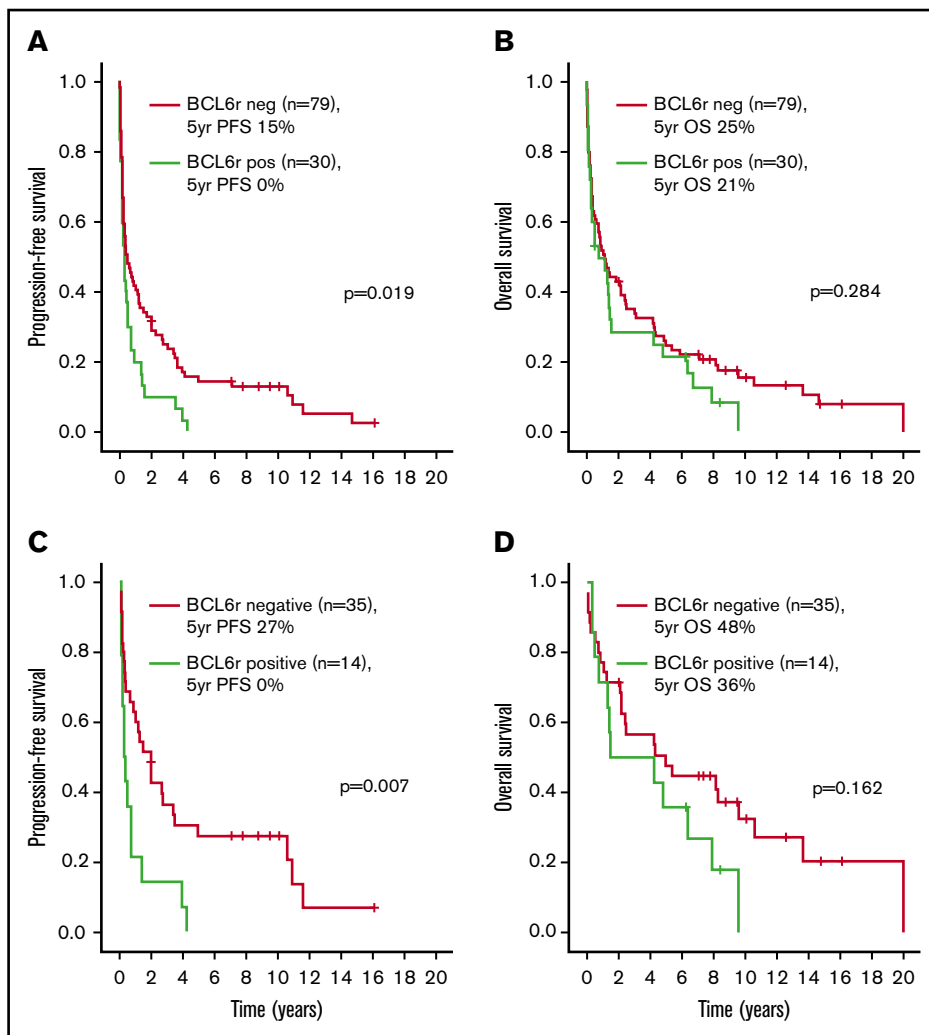 A
Progression-free survival
1.0
0.8
0.6
0.4
0.2
0.0
BCL6r neg (n=79),
5yr PFS 15%
BCL6r pos (n=30),
5yr PFS 0%
p=0.019
0 2 4 6 8 10 12 14 16 18 20
B
Overall survival
1.0
0.8
0.6
0.4
0.2
0.0
BCL6r neg (n=79),
5yr OS 25%
BCL6r pos (n=30),
5yr OS 21%
p=0.284
0 2 4 6 8 10 12 14 16 18 20
C
Progression-free survival
1.0
0.8
0.6
0.4
0.2
0.0
BCL6r negative (n=35),
5yr PFS 27%
BCL6r positive (n=14),
5yr PFS 0%
p=0.007
0 2 4 6 8 10 12 14 16 18 20
Time (years)
D
Overall survival
1.0
0.8
0.6
0.4
0.2
0.0
BCL6r negative (n=35),
5yr OS 48%
BCL6r positive (n=14),
5yr OS 36%
p=0.162
0 2 4 6 8 10 12 14 16 18 20
Time (years)